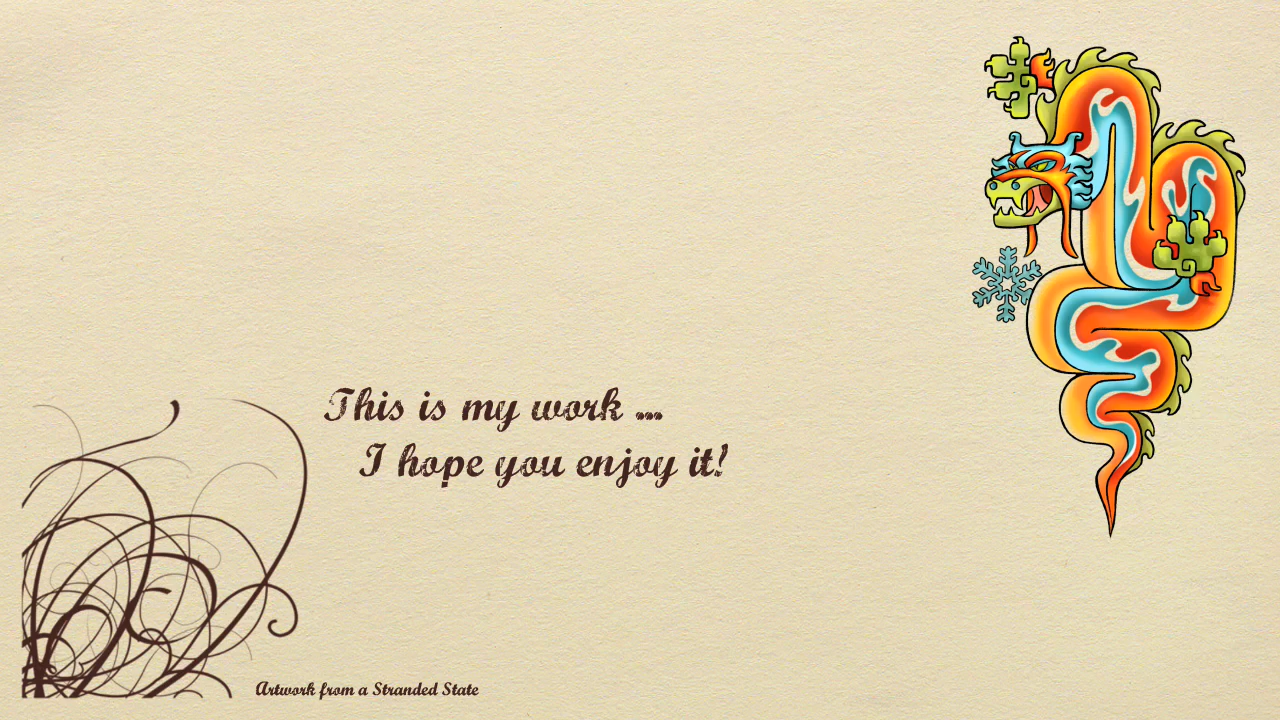 This is my work ...
I hope you enjoy it!
Artwork from a Stranded State